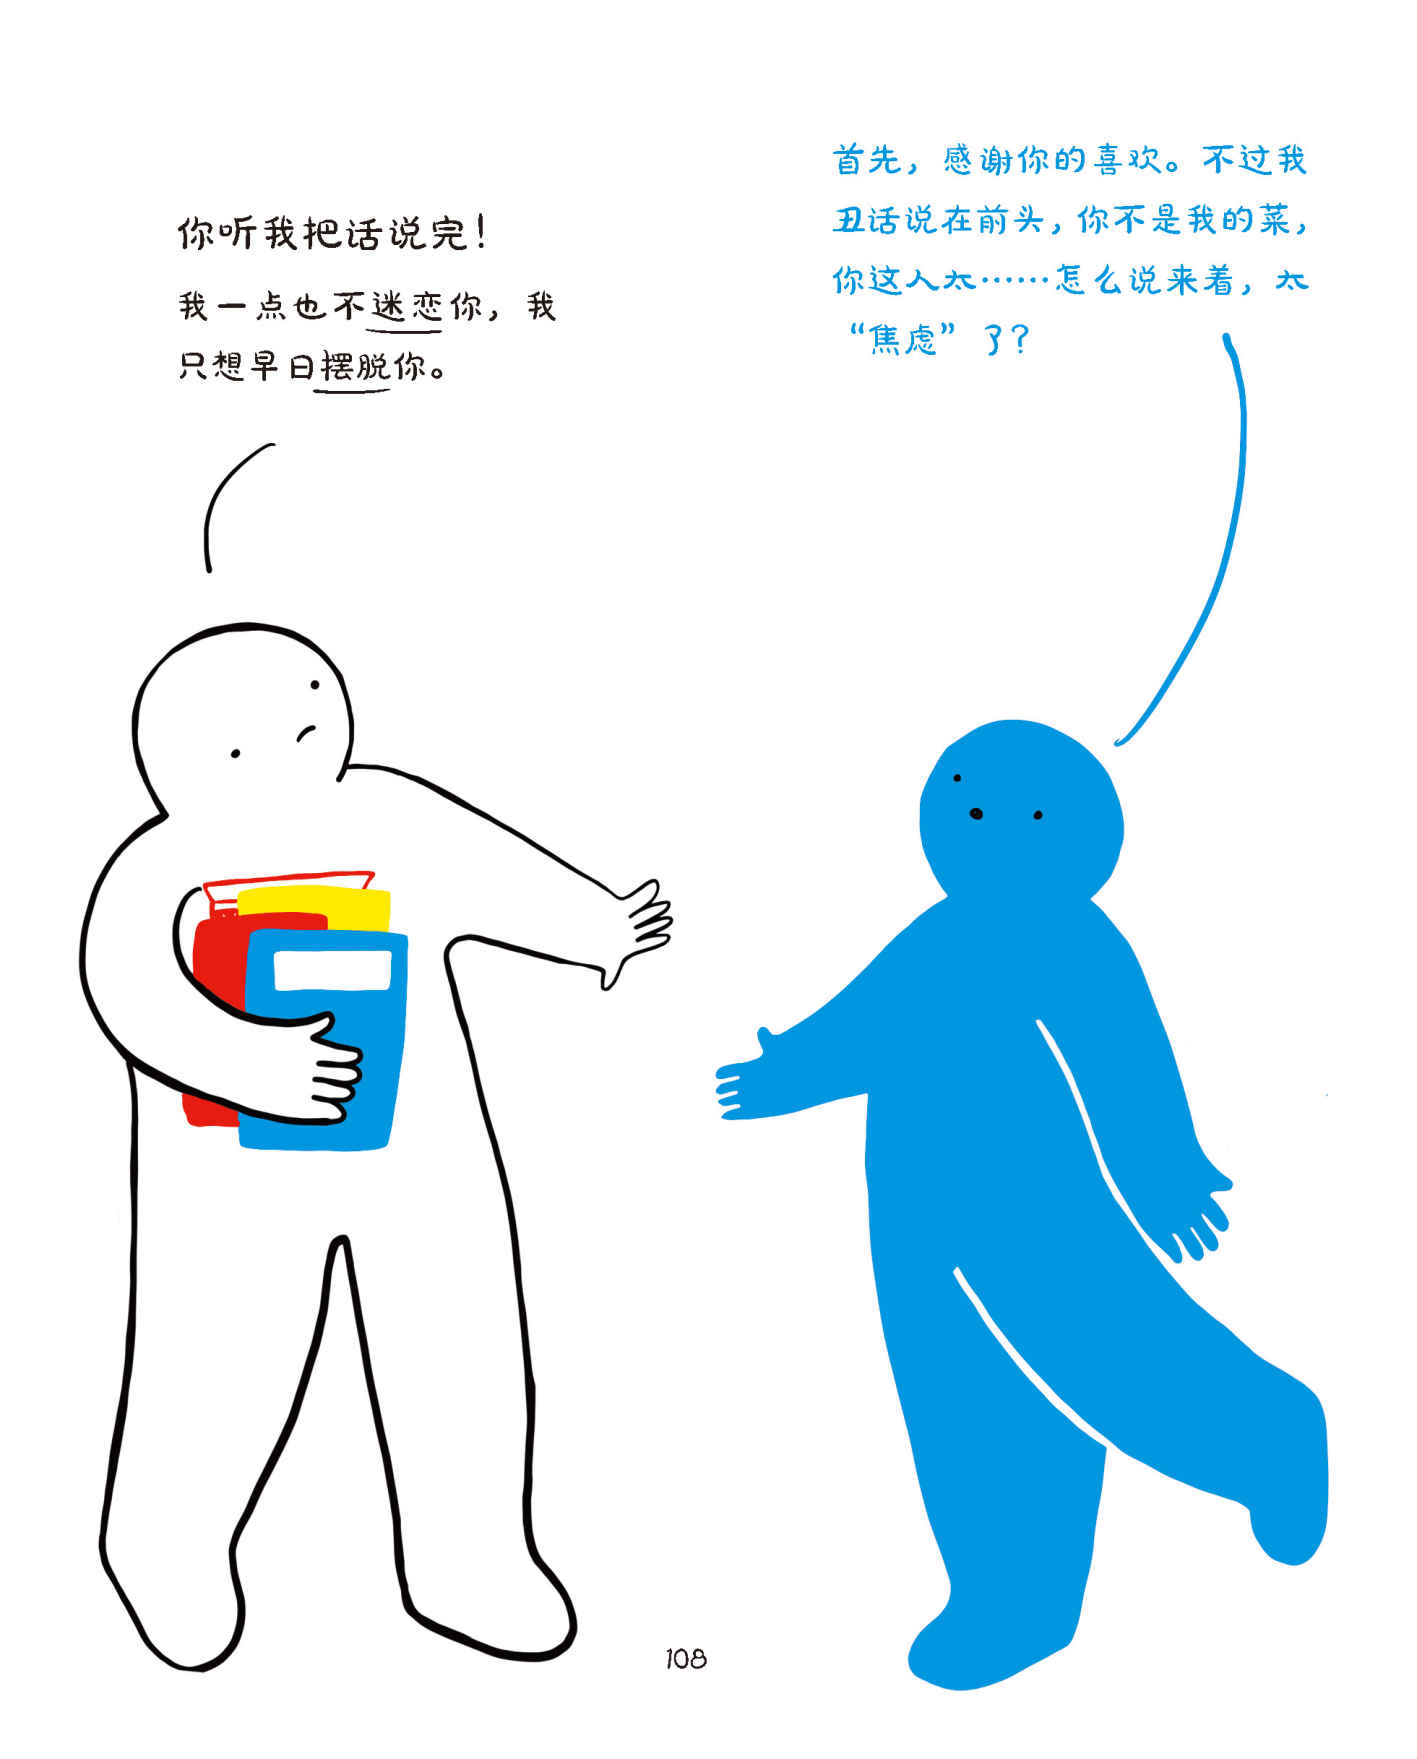 你听我把话说完！
我一点也不迷恋你，我
只想早日摆脱你。
首先，感谢你的喜欢。不过我
丑话说在前头，你不是我的菜，
你这人太……怎么说来着，太
“焦虑”了？
108